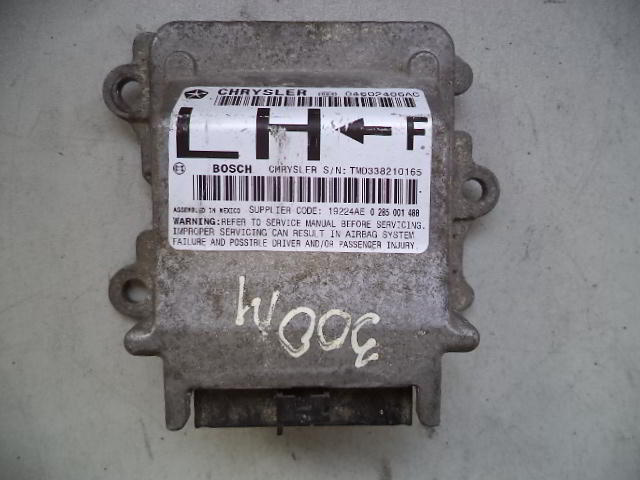 CHRYSLER 04602406AC
LH ← F
BOSCH CHRYSLER S/N: TMD338210165
ASSEMBLED IN MEXICO SUPPLIER CODE: 19224AE 0 285 001 488
WARNING: REFER TO SERVICE MANUAL BEFORE SERVICING.
IMPROPER SERVICING CAN RESULT IN AIRBAG SYSTEM
FAILURE AND POSSIBLE DRIVER AND/OR PASSENGER INJURY.
300M